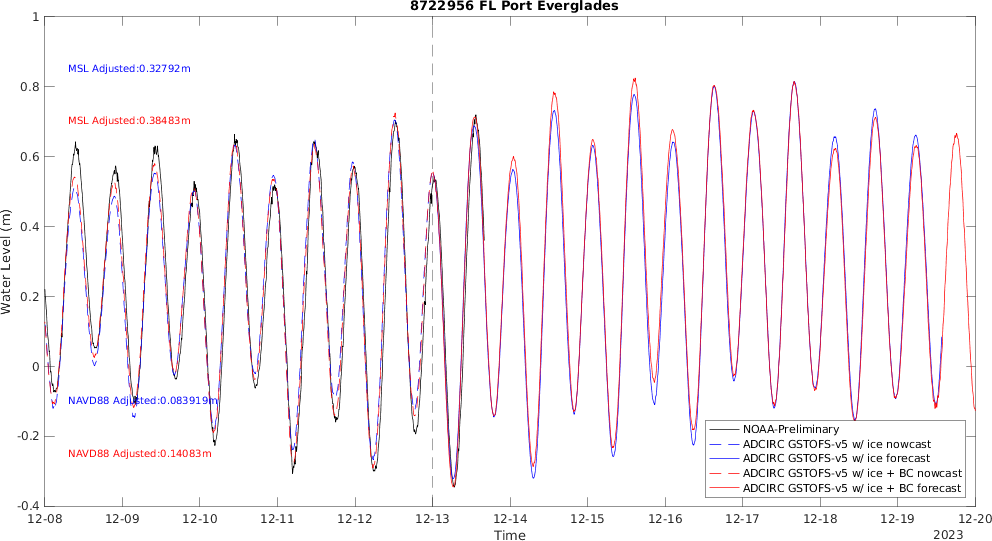 8722956 FL Port Everglades
1
0.8
0.6
0.4
0.2
0
-0.2
-0.4
Water Level (m)
MSL Adjusted:0.32792m
MSL Adjusted:0.38483m
NAVD88 Adjusted:0.083919m
NAVD88 Adjusted:0.14083m
NOAA-Preliminary
ADCIRC GSTOFS-v5 w/ ice nowcast
ADCIRC GSTOFS-v5 w/ ice forecast
ADCIRC GSTOFS-v5 w/ ice + BC nowcast
ADCIRC GSTOFS-v5 w/ ice + BC forecast
12-08 12-09 12-10 12-11 12-12 12-13 12-14 12-15 12-16 12-17 12-18 12-19 12-20
Time
2023